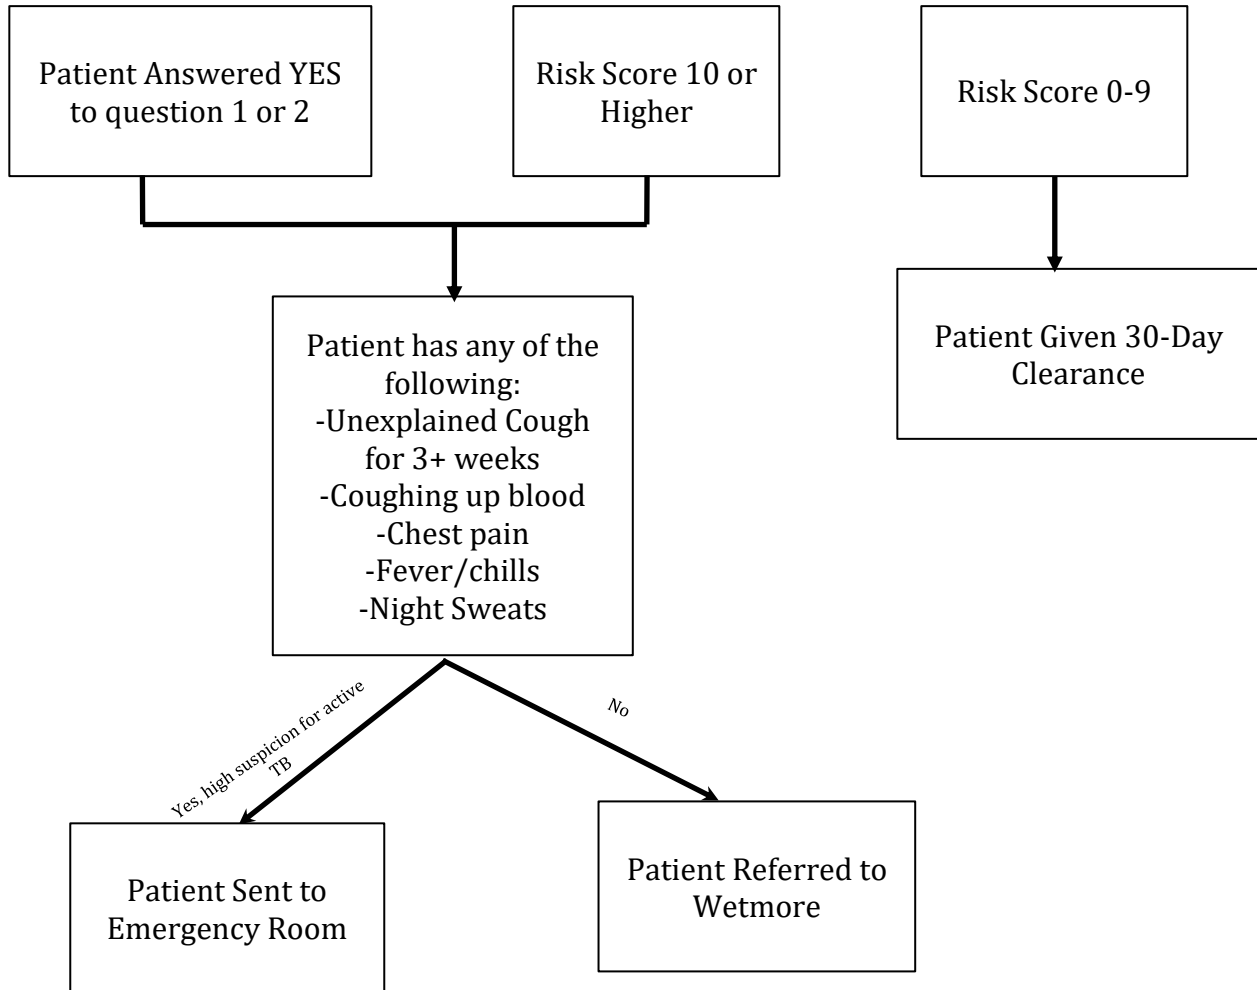 Patient Answered YES
to question 1 or 2
Risk Score 10 or
Higher
Risk Score 0-9
Patient has any of the
following:
-Unexplained Cough
for 3+ weeks
-Coughing up blood
-Chest pain
-Fever/chills
-Night Sweats
Patient Given 30-Day
Clearance
Yes, high suspicion for active
TB
No
Patient Sent to
Emergency Room
Patient Referred to
Wetmore